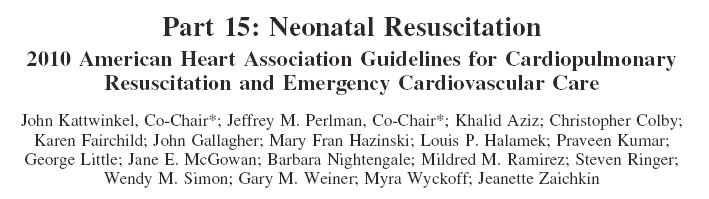 Part 15: Neonatal Resuscitation
2010 American Heart Association Guidelines for Cardiopulmonary
Resuscitation and Emergency Cardiovascular Care
John Kattwinkel, Co-Chair*; Jeffrey M. Perlman, Co-Chair*; Khalid Aziz; Christopher Colby;
Karen Fairchild; John Gallagher; Mary Fran Hazinski; Louis P. Halamek; Praveen Kumar;
George Little; Jane E. McGowan; Barbara Nightengale; Mildred M. Ramirez; Steven Ringer;
Wendy M. Simon; Gary M. Weiner; Myra Wyckoff; Jeanette Zaichkin